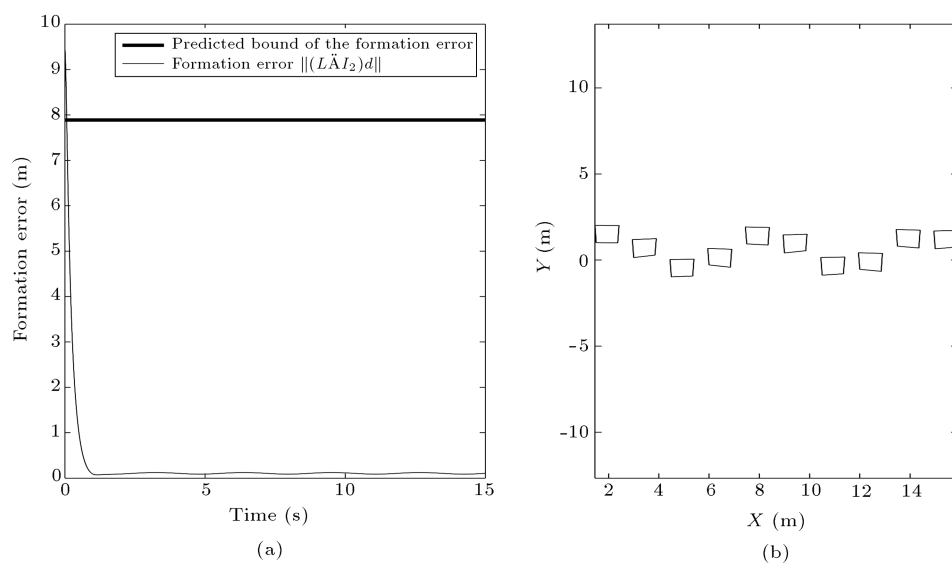 10
9
8
7
6
5
4
3
2
1
0
Formation error (m)
Predicted bound of the formation error
Formation error ||(LÄI₂)d||
0 5 10 15
Time (s)
(a)
10
5
0
-5
-10
Y (m)
2 4 6 8 10 12 14
X (m)
(b)